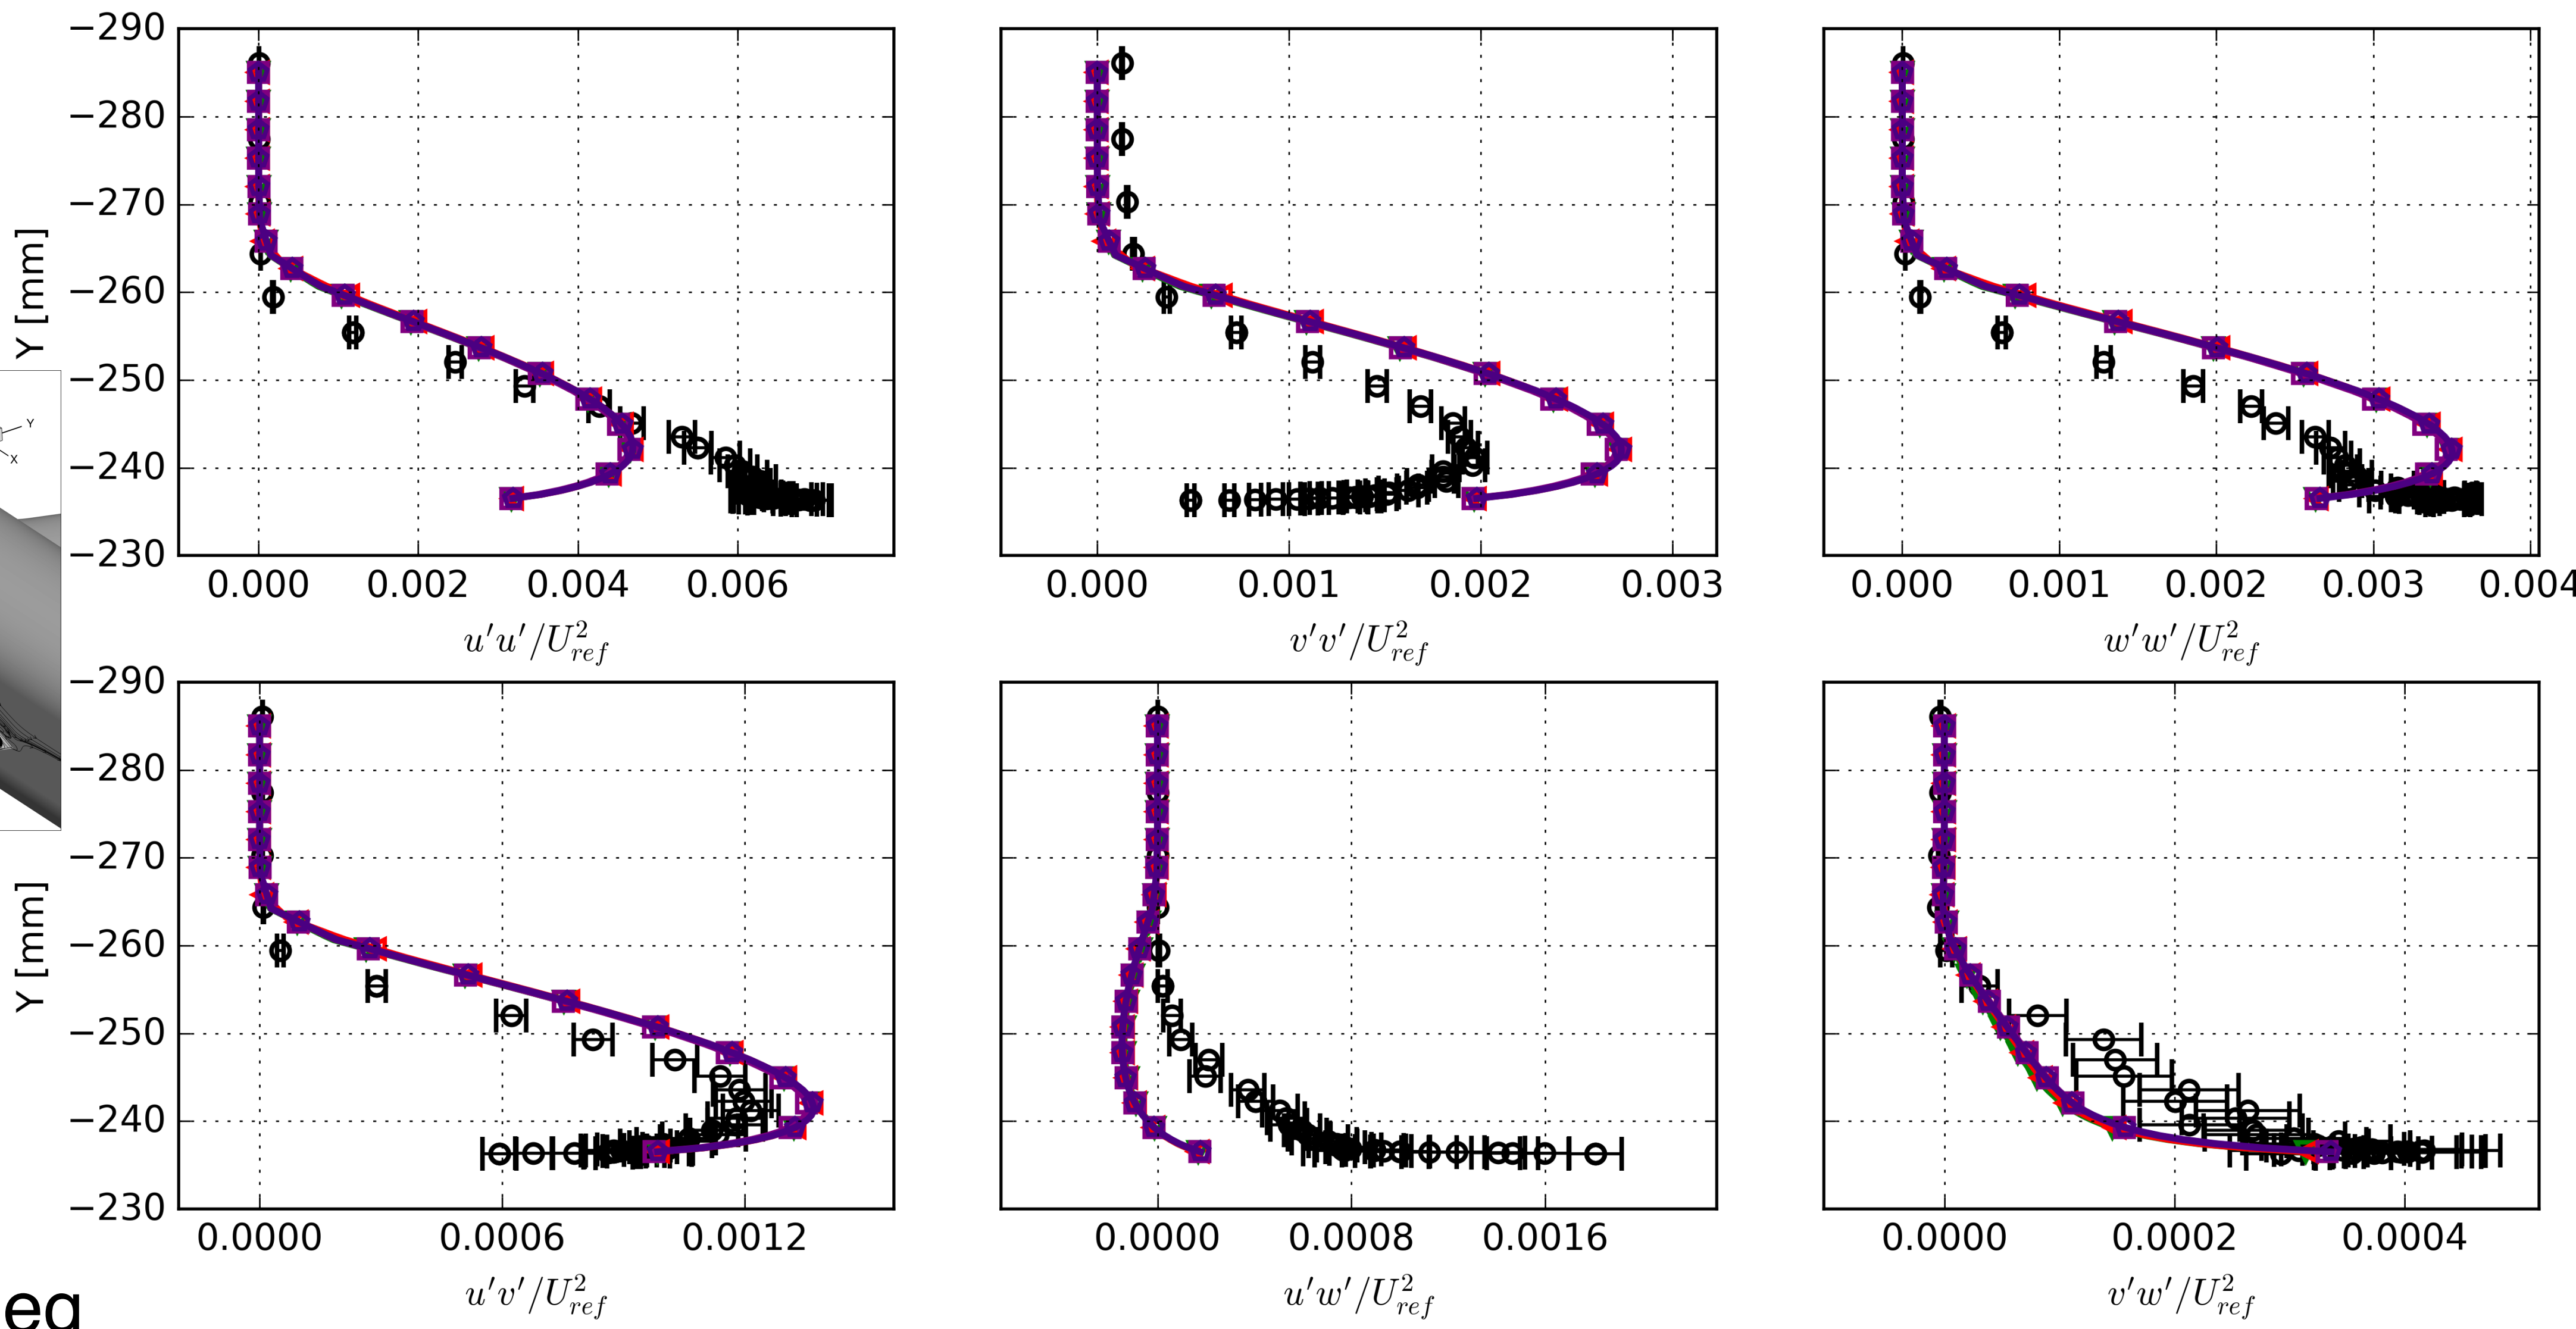 −290
−280
−270
−260
−250
−240
−230
Y [mm]
0.000 0.002 0.004 0.006
u′u′/U²ref
0.000 0.001 0.002 0.003
v′v′/U²ref
0.000 0.001 0.002 0.003 0.004
w′w′/U²ref
Y
X
−290
−280
−270
−260
−250
−240
−230
Y [mm]
0.0000 0.0006 0.0012
u′v′/U²ref
0.0000 0.0008 0.0016
u′w′/U²ref
0.0000 0.0002 0.0004
v′w′/U²ref
eg